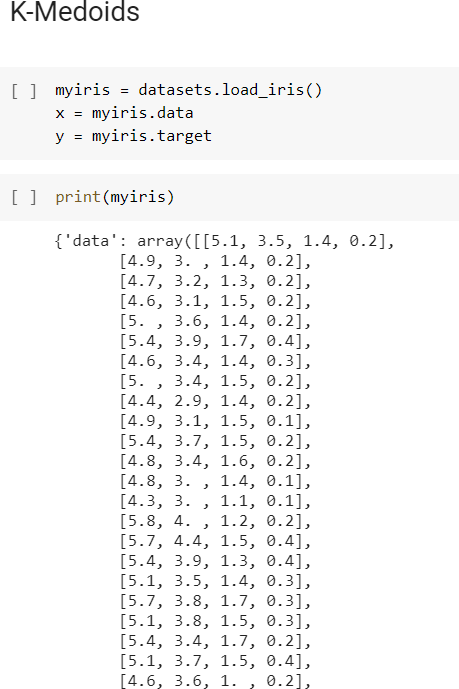 K-Medoids
[ ] myiris = datasets.load_iris()
x = myiris.data
y = myiris.target
[ ] print(myiris)
{'data': array([[5.1, 3.5, 1.4, 0.2],
[4.9, 3. , 1.4, 0.2],
[4.7, 3.2, 1.3, 0.2],
[4.6, 3.1, 1.5, 0.2],
[5. , 3.6, 1.4, 0.2],
[5.4, 3.9, 1.7, 0.4],
[4.6, 3.4, 1.4, 0.3],
[5. , 3.4, 1.5, 0.2],
[4.4, 2.9, 1.4, 0.2],
[4.9, 3.1, 1.5, 0.1],
[5.4, 3.7, 1.5, 0.2],
[4.8, 3.4, 1.6, 0.2],
[4.8, 3. , 1.4, 0.1],
[4.3, 3. , 1.1, 0.1],
[5.8, 4. , 1.2, 0.2],
[5.7, 4.4, 1.5, 0.4],
[5.4, 3.9, 1.3, 0.4],
[5.1, 3.5, 1.4, 0.3],
[5.7, 3.8, 1.7, 0.3],
[5.1, 3.8, 1.5, 0.3],
[5.4, 3.4, 1.7, 0.2],
[5.1, 3.7, 1.5, 0.4],
[4.6, 3.6, 1. , 0.2],